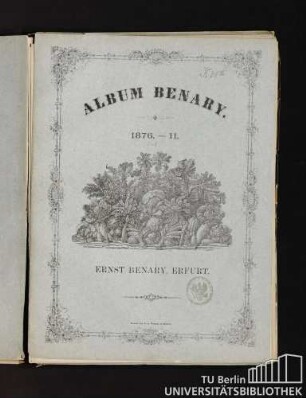 ALBUM BENARY.
1876. — II.
ERNST BENARY, ERFURT.
TU Berlin
UNIVERSITÄTSBIBLIOTHEK